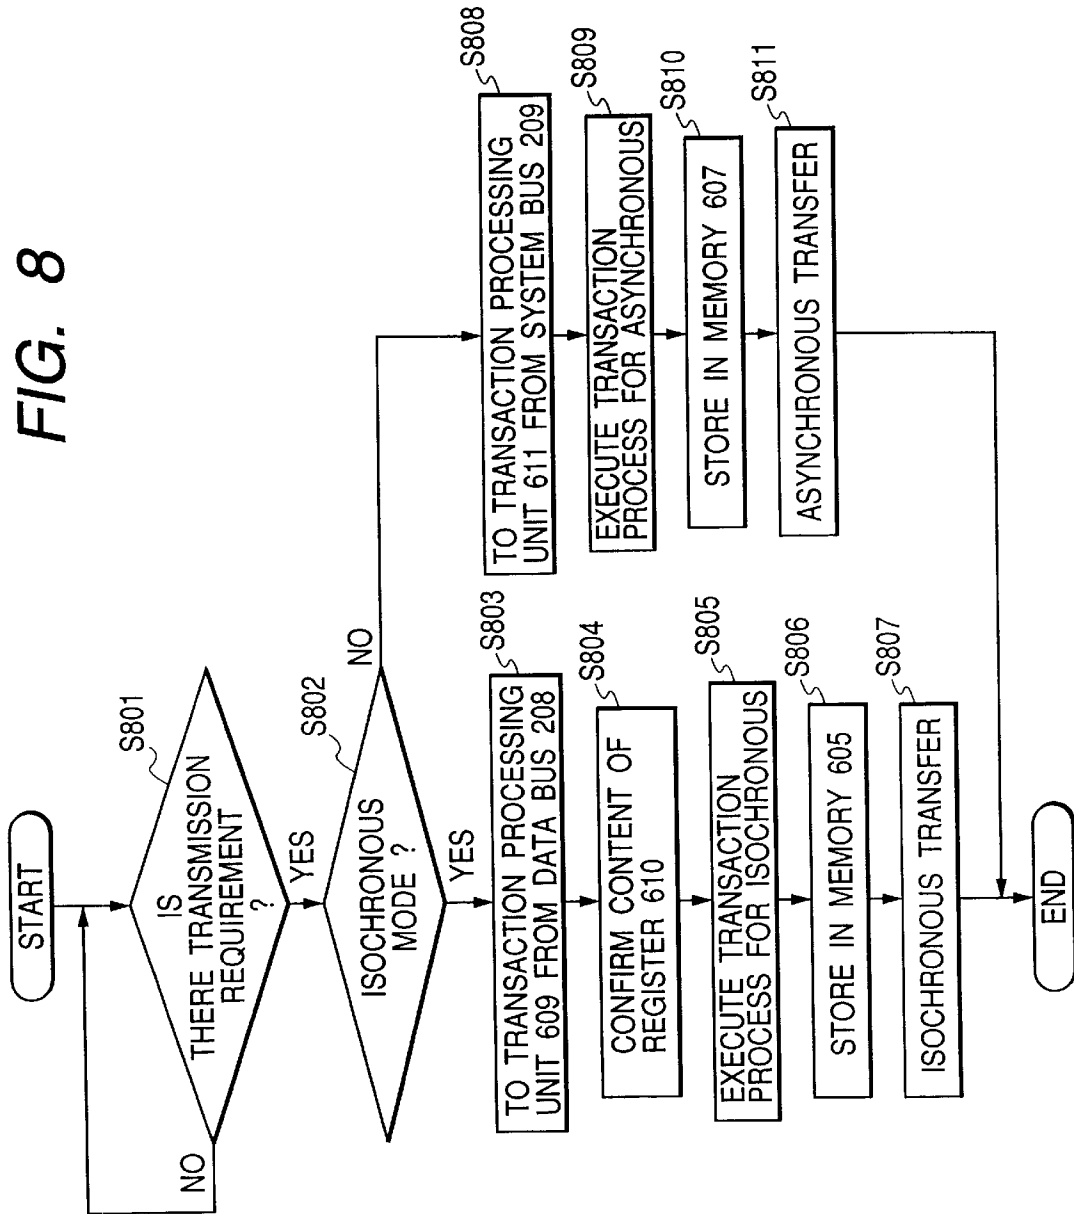 FIG. 8
START
S801
IS
THERE TRANSMISSION
REQUIREMENT
?
NO
YES
S802
ISOCHRONOUS
MODE ?
NO
YES
S803
TO TRANSACTION PROCESSING
UNIT 609 FROM DATA BUS 208
S804
CONFIRM CONTENT OF
REGISTER 610
S805
EXECUTE TRANSACTION
PROCESS FOR ISOCHRONOUS
S806
STORE IN MEMORY 605
S807
ISOCHRONOUS TRANSFER
S808
TO TRANSACTION PROCESSING
UNIT 611 FROM SYSTEM BUS 209
S809
EXECUTE TRANSACTION
PROCESS FOR ASYNCHRONOUS
S810
STORE IN MEMORY 607
S811
ASYNCHRONOUS TRANSFER
END